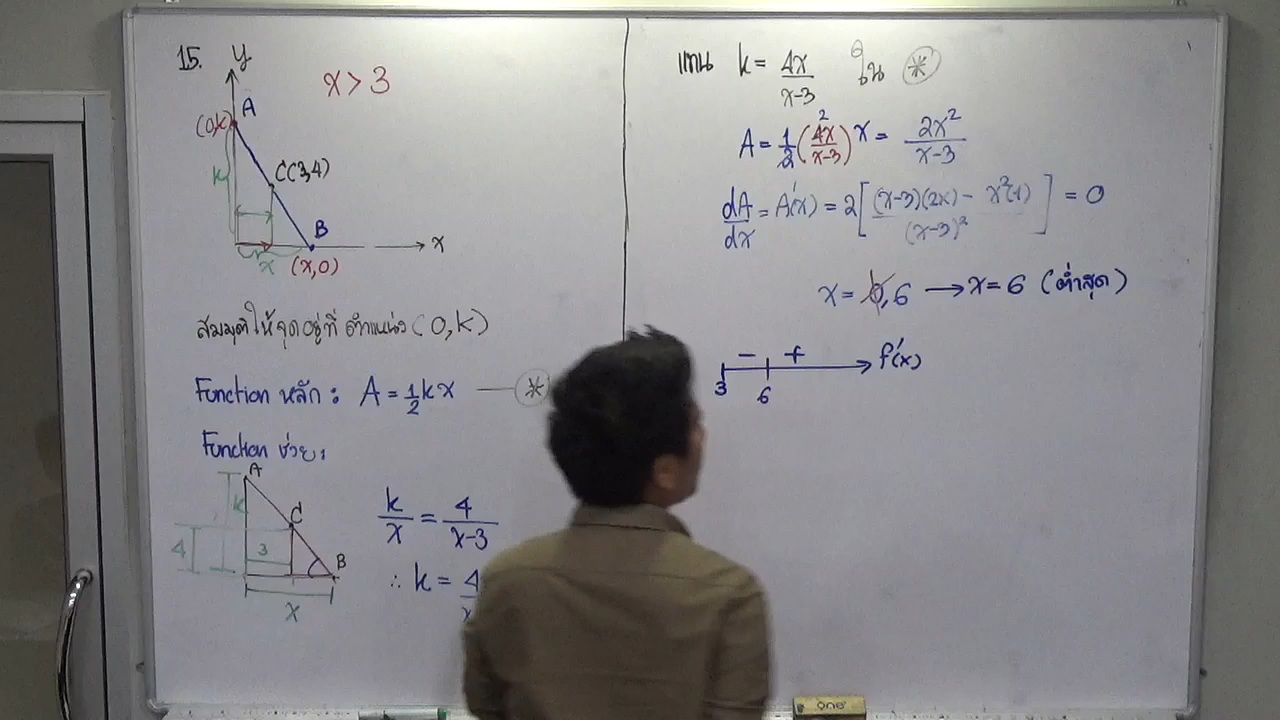 15.
y
x > 3
A
(0,k)
C(3,4)
k
B
x
x (x,0)
สมมุติให้จุดอยู่ที่ ตำแหน่ง (0,k)
Function หลัก : A = 1/2 kx — *
Function ช่วย :
A
k
C
4
3
B
x
k/x = 4/(x-3)
∴ k = 4
แทน k = 4x/(x-3) ใน *
A = 1/2 (4x/(x-3)) x = 2x²/(x-3)
2
dA/dx = A'(x) = 2[((x-3)(2x) - x²(1))/(x-3)²] = 0
x = 0,6 → x = 6 (ต่ำสุด)
- + f'(x)
3 6
one